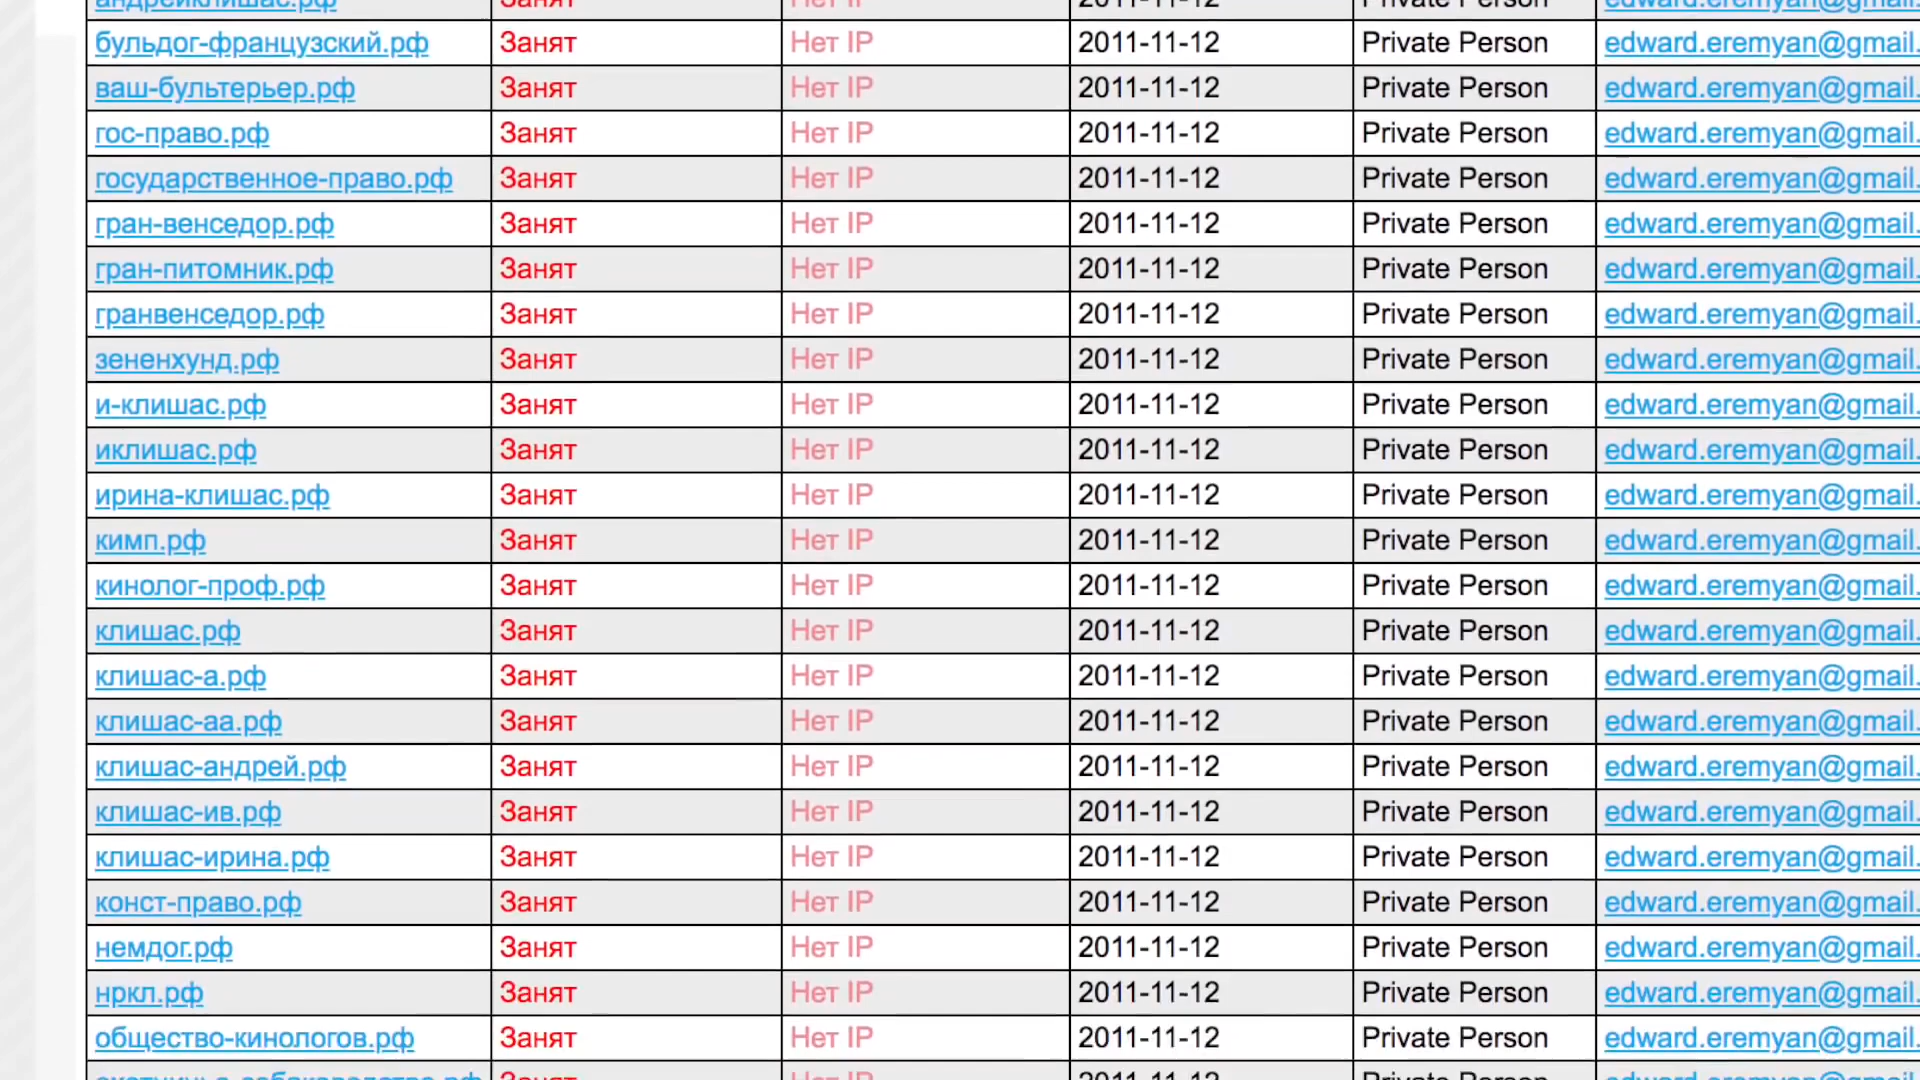 андрейклишас.рф Занят Нет IP 2011-11-12 Private Person edward.eremyan@gmail.
бульдог-французский.рф Занят Нет IP 2011-11-12 Private Person edward.eremyan@gmail.
ваш-бультерьер.рф Занят Нет IP 2011-11-12 Private Person edward.eremyan@gmail.
гос-право.рф Занят Нет IP 2011-11-12 Private Person edward.eremyan@gmail.
государственное-право.рф Занят Нет IP 2011-11-12 Private Person edward.eremyan@gmail.
гран-венседор.рф Занят Нет IP 2011-11-12 Private Person edward.eremyan@gmail.
гран-питомник.рф Занят Нет IP 2011-11-12 Private Person edward.eremyan@gmail.
гранвенседор.рф Занят Нет IP 2011-11-12 Private Person edward.eremyan@gmail.
зененхунд.рф Занят Нет IP 2011-11-12 Private Person edward.eremyan@gmail.
и-клишас.рф Занят Нет IP 2011-11-12 Private Person edward.eremyan@gmail.
иклишас.рф Занят Нет IP 2011-11-12 Private Person edward.eremyan@gmail.
ирина-клишас.рф Занят Нет IP 2011-11-12 Private Person edward.eremyan@gmail.
кимп.рф Занят Нет IP 2011-11-12 Private Person edward.eremyan@gmail.
кинолог-проф.рф Занят Нет IP 2011-11-12 Private Person edward.eremyan@gmail.
клишас.рф Занят Нет IP 2011-11-12 Private Person edward.eremyan@gmail.
клишас-а.рф Занят Нет IP 2011-11-12 Private Person edward.eremyan@gmail.
клишас-аа.рф Занят Нет IP 2011-11-12 Private Person edward.eremyan@gmail.
клишас-андрей.рф Занят Нет IP 2011-11-12 Private Person edward.eremyan@gmail.
клишас-ив.рф Занят Нет IP 2011-11-12 Private Person edward.eremyan@gmail.
клишас-ирина.рф Занят Нет IP 2011-11-12 Private Person edward.eremyan@gmail.
конст-право.рф Занят Нет IP 2011-11-12 Private Person edward.eremyan@gmail.
немдог.рф Занят Нет IP 2011-11-12 Private Person edward.eremyan@gmail.
нркл.рф Занят Нет IP 2011-11-12 Private Person edward.eremyan@gmail.
общество-кинологов.рф Занят Нет IP 2011-11-12 Private Person edward.eremyan@gmail.